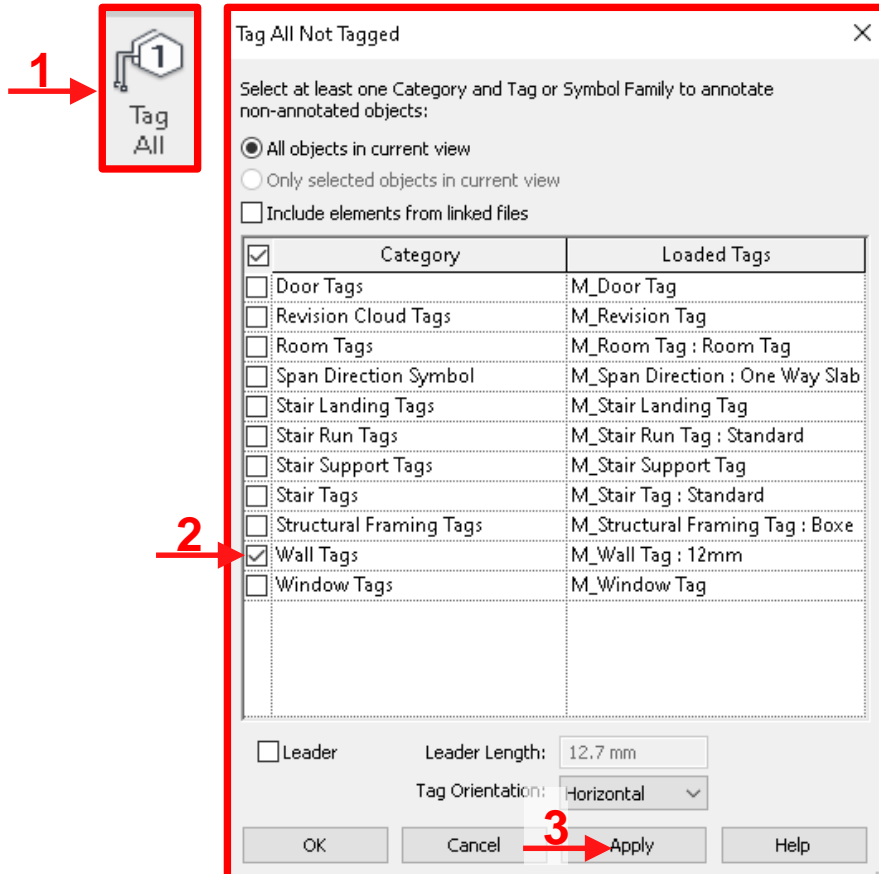 1
1
Tag
All
Tag All Not Tagged
Select at least one Category and Tag or Symbol Family to annotate
non-annotated objects:
All objects in current view
Only selected objects in current view
Include elements from linked files
Category Loaded Tags
Door Tags M_Door Tag
Revision Cloud Tags M_Revision Tag
Room Tags M_Room Tag : Room Tag
Span Direction Symbol M_Span Direction : One Way Slab
Stair Landing Tags M_Stair Landing Tag
Stair Run Tags M_Stair Run Tag : Standard
Stair Support Tags M_Stair Support Tag
Stair Tags M_Stair Tag : Standard
Structural Framing Tags M_Structural Framing Tag : Boxe
2 Wall Tags M_Wall Tag : 12mm
Window Tags M_Window Tag
Leader Leader Length: 12.7 mm
Tag Orientation: Horizontal
OK Cancel 3 Apply Help